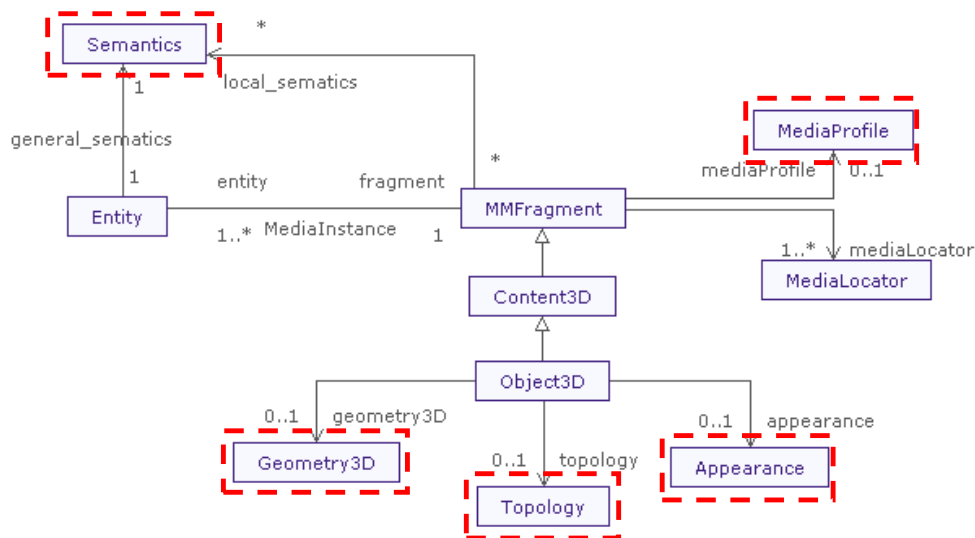 Semantics
*
1
local_sematics
general_sematics
MediaProfile
mediaProfile
0..1
*
1
entity
fragment
Entity
MMFragment
1..*
MediaInstance
1
1..*
mediaLocator
MediaLocator
Content3D
Object3D
0..1
geometry3D
0..1
appearance
Geometry3D
0..1
topology
Appearance
Topology